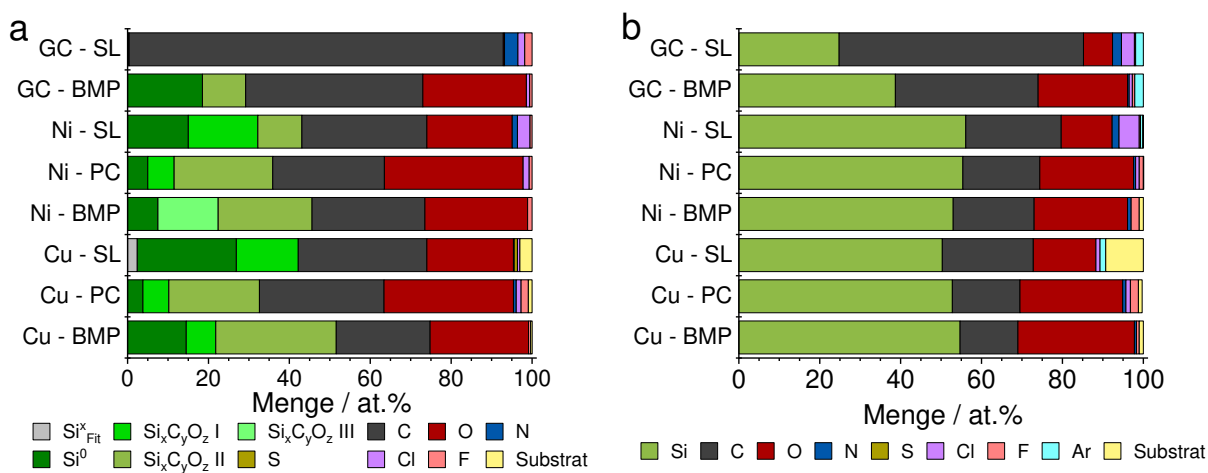 a
GC - SL
GC - BMP
Ni - SL
Ni - PC
Ni - BMP
Cu - SL
Cu - PC
Cu - BMP
0 20 40 60 80 100
Menge / at.%
Si^x_Fit Si_xC_yO_z I Si_xC_yO_z III C O N
Si^0 Si_xC_yO_z II S Cl F Substrat
b
GC - SL
GC - BMP
Ni - SL
Ni - PC
Ni - BMP
Cu - SL
Cu - PC
Cu - BMP
0 20 40 60 80 100
Menge / at.%
Si C O N S Cl F Ar Substrat